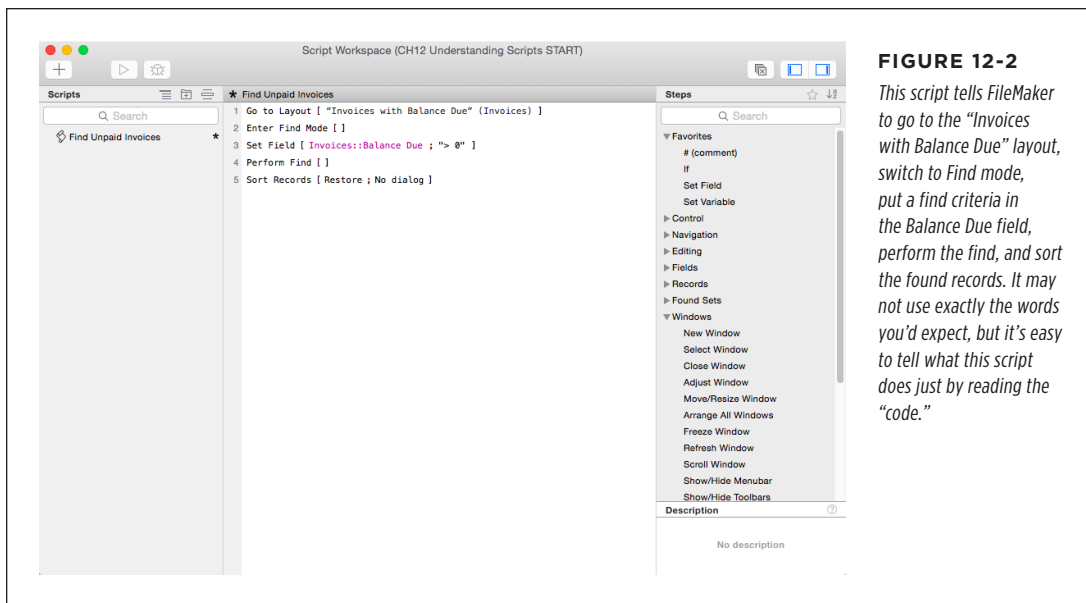 Script Workspace (CH12 Understanding Scripts START)
Scripts
Search
Find Unpaid Invoices *
* Find Unpaid Invoices
1 Go to Layout [ “Invoices with Balance Due” (Invoices) ]
2 Enter Find Mode [ ]
3 Set Field [ Invoices::Balance Due ; "> 0" ]
4 Perform Find [ ]
5 Sort Records [ Restore ; No dialog ]
Steps
Search
Favorites
# (comment)
If
Set Field
Set Variable
Control
Navigation
Editing
Fields
Records
Found Sets
Windows
New Window
Select Window
Close Window
Adjust Window
Move/Resize Window
Arrange All Windows
Freeze Window
Refresh Window
Scroll Window
Show/Hide Menubar
Show/Hide Toolbars
Description
No description
FIGURE 12-2
This script tells FileMaker
to go to the “Invoices
with Balance Due” layout,
switch to Find mode,
put a find criteria in
the Balance Due field,
perform the find, and sort
the found records. It may
not use exactly the words
you’d expect, but it’s easy
to tell what this script
does just by reading the
“code.”